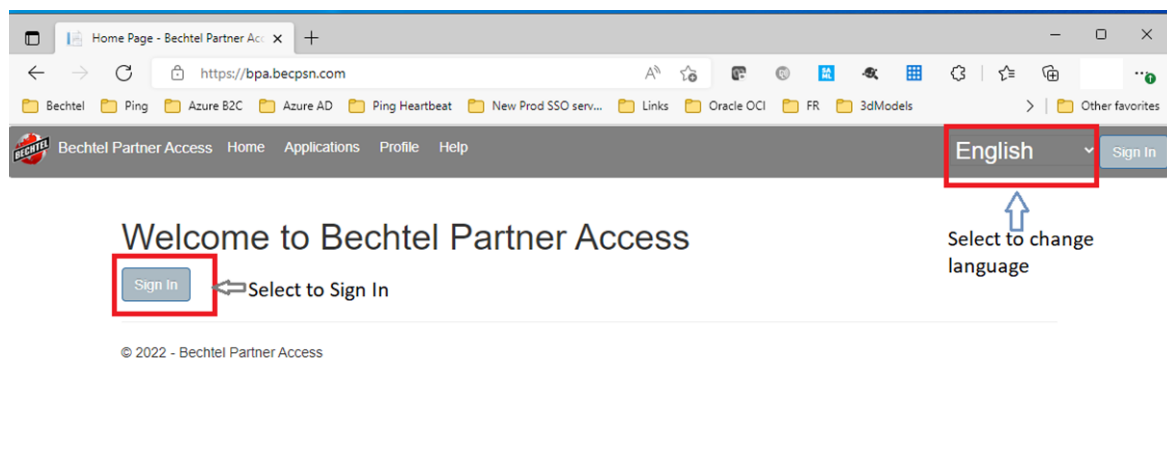 Home Page - Bechtel Partner Acc
https://bpa.becpsn.com
Bechtel Ping Azure B2C Azure AD Ping Heartbeat New Prod SSO serv... Links Oracle OCI FR 3dModels Other favorites
BECHTEL Bechtel Partner Access Home Applications Profile Help English Sign In
Welcome to Bechtel Partner Access
Select to change
language
Sign In Select to Sign In
© 2022 - Bechtel Partner Access